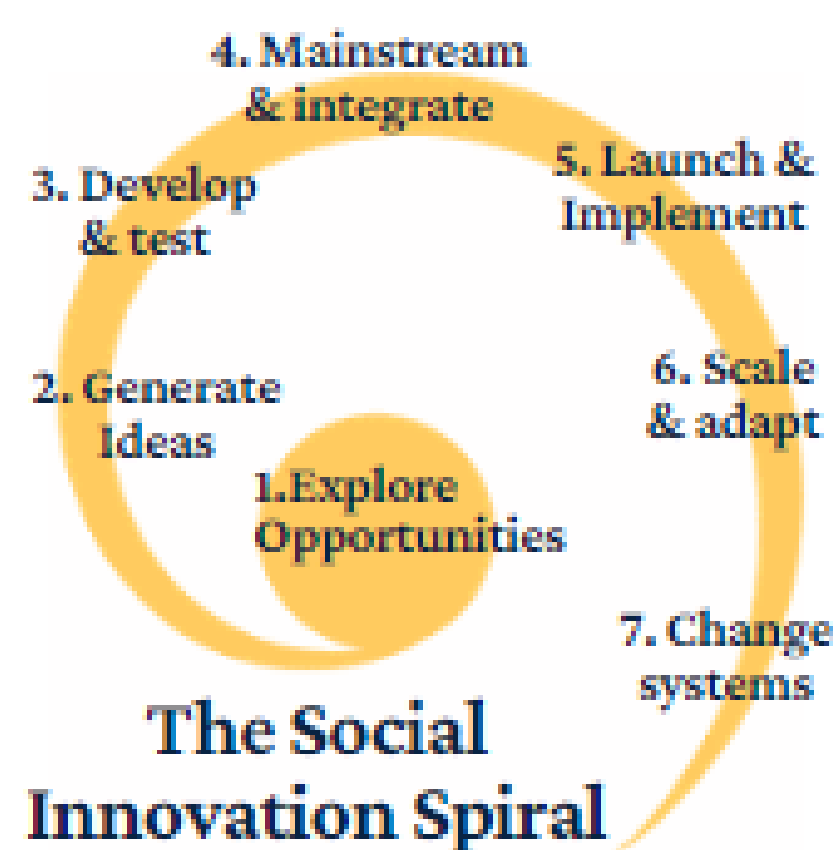 4. Mainstream
& integrate
3. Develop
& test
5. Launch &
Implement
2. Generate
Ideas
6. Scale
& adapt
1.Explore
Opportunities
7. Change
systems
The Social
Innovation Spiral